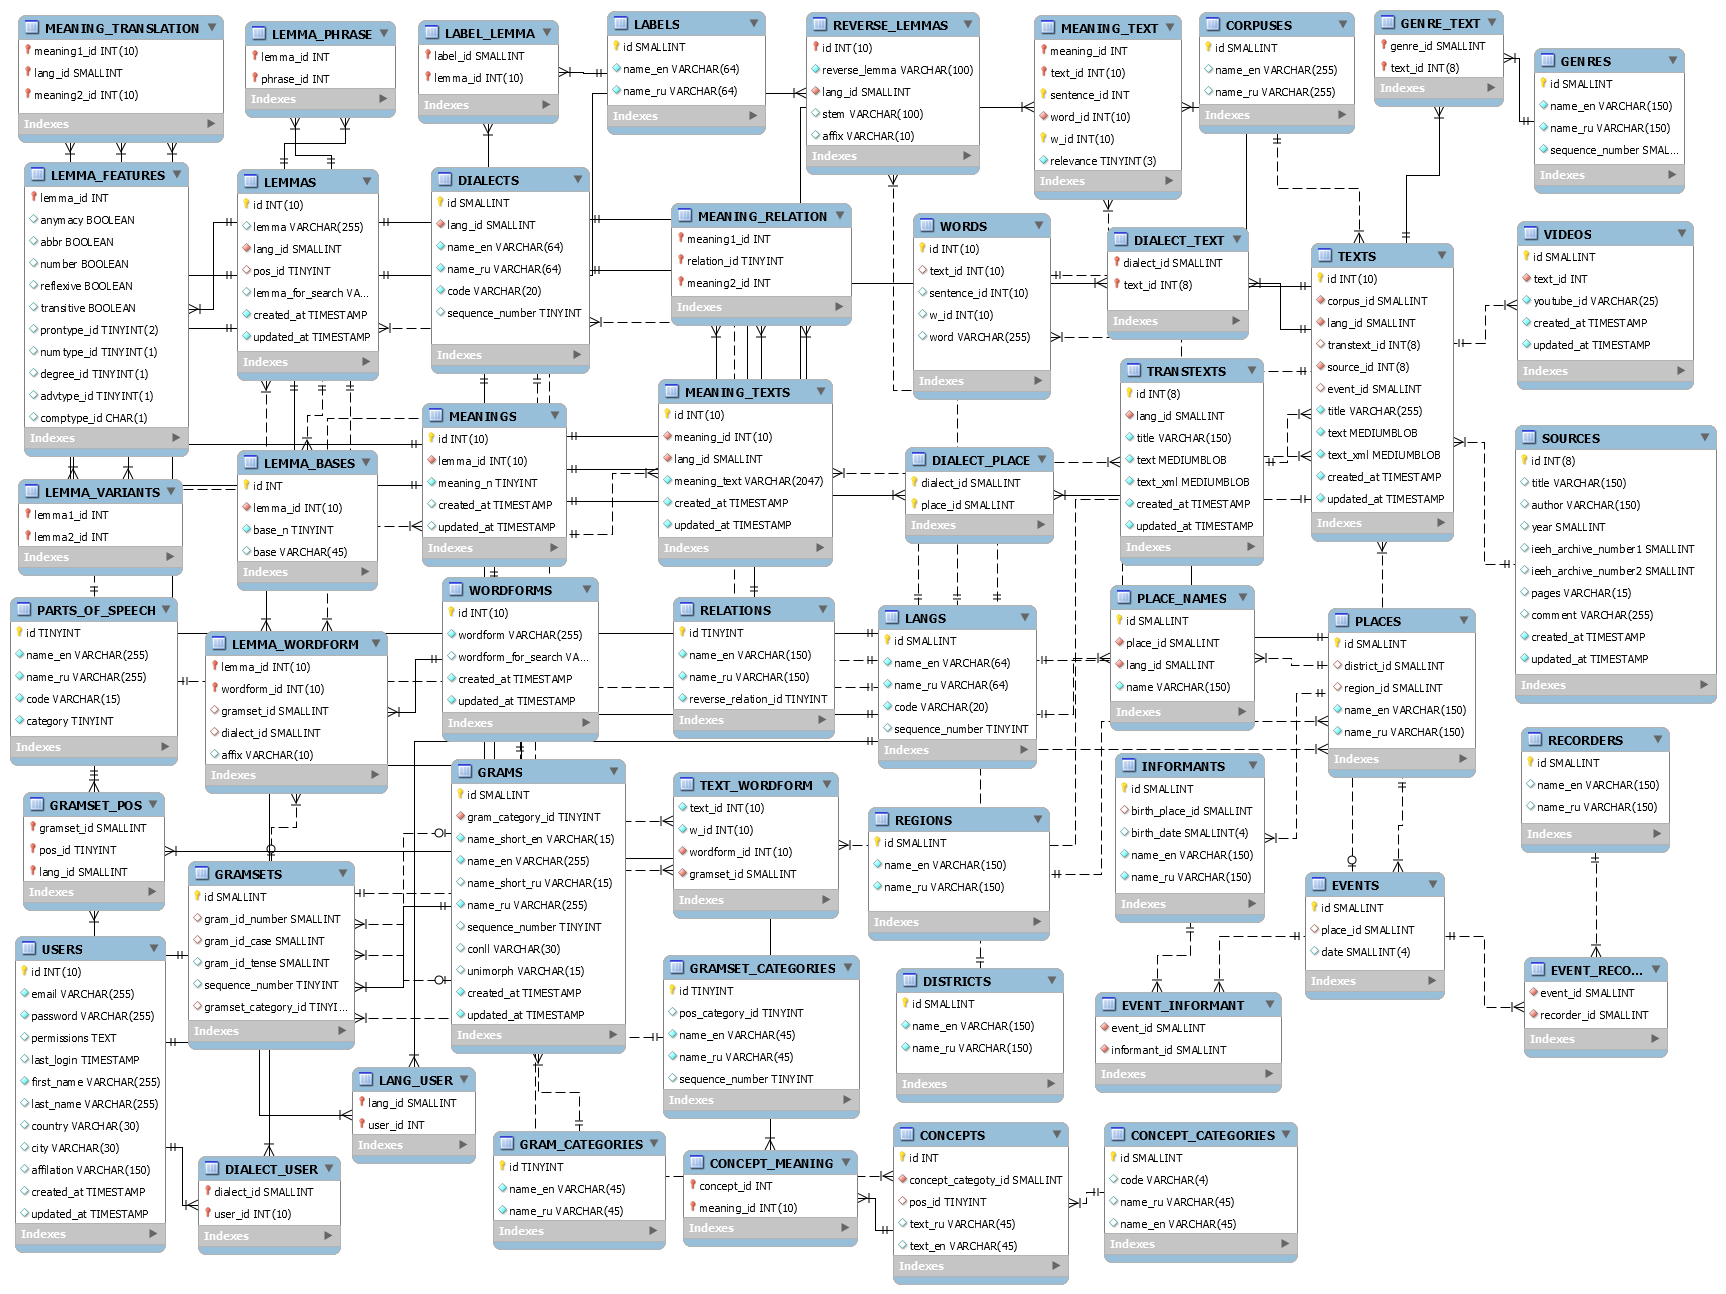 MEANING_TRANSLATION
meaning1_id INT(10)
lang_id SMALLINT
meaning2_id INT(10)
Indexes
LEMMA_PHRASE
lemma_id INT(10)
phrase_id INT
Indexes
LABEL_LEMMA
label_id SMALLINT
lemma_id INT(10)
Indexes
LABELS
id SMALLINT
name_en VARCHAR(64)
name_ru VARCHAR(64)
Indexes
REVERSE_LEMMAS
id INT(10)
reverse_lemma VARCHAR(100)
lang_id SMALLINT
stem VARCHAR(100)
affix VARCHAR(10)
Indexes
MEANING_TEXT
meaning_id INT
text_id INT(10)
sentence_id INT
word_id INT(10)
w_id INT(10)
relevance TINYINT(3)
Indexes
CORPUSES
id SMALLINT
name_en VARCHAR(255)
name_ru VARCHAR(255)
Indexes
GENRE_TEXT
genre_id SMALLINT
text_id INT(8)
Indexes
GENRES
id SMALLINT
name_en VARCHAR(150)
name_ru VARCHAR(150)
sequence_number SMAL...
Indexes
LEMMA_FEATURES
lemma_id INT
anymacy BOOLEAN
abbr BOOLEAN
number BOOLEAN
reflexive BOOLEAN
transitive BOOLEAN
prontype_id TINYINT(2)
numtype_id TINYINT(1)
degree_id TINYINT(1)
advtype_id TINYINT(1)
comptype_id CHAR(1)
Indexes
LEMMAS
id INT(10)
lemma VARCHAR(255)
lang_id SMALLINT
pos_id TINYINT
lemma_for_search VA...
created_at TIMESTAMP
updated_at TIMESTAMP
Indexes
DIALECTS
id SMALLINT
lang_id SMALLINT
name_en VARCHAR(64)
name_ru VARCHAR(64)
code VARCHAR(20)
sequence_number TINYINT
Indexes
MEANING_RELATION
meaning1_id INT
relation_id TINYINT
meaning2_id INT
Indexes
WORDS
id INT(10)
text_id INT(10)
sentence_id INT(10)
w_id INT(10)
word VARCHAR(255)
Indexes
DIALECT_TEXT
dialect_id SMALLINT
text_id INT(8)
Indexes
TEXTS
id INT(10)
corpus_id SMALLINT
lang_id SMALLINT
transtext_id INT(8)
source_id INT(8)
event_id SMALLINT
title VARCHAR(255)
text MEDIUMBLOB
text_xml MEDIUMBLOB
created_at TIMESTAMP
updated_at TIMESTAMP
Indexes
VIDEOS
id SMALLINT
text_id INT
youtube_id VARCHAR(25)
created_at TIMESTAMP
updated_at TIMESTAMP
Indexes
TRANSTEXTS
id INT(8)
lang_id SMALLINT
title VARCHAR(150)
text MEDIUMBLOB
text_xml MEDIUMBLOB
created_at TIMESTAMP
updated_at TIMESTAMP
Indexes
MEANING_TEXTS
id INT(10)
meaning_id INT(10)
lang_id SMALLINT
meaning_text VARCHAR(2047)
created_at TIMESTAMP
updated_at TIMESTAMP
Indexes
MEANINGS
id INT(10)
lemma_id INT(10)
meaning_n TINYINT
created_at TIMESTAMP
updated_at TIMESTAMP
Indexes
LEMMA_BASES
id INT
lemma_id INT(10)
base_n TINYINT
base VARCHAR(45)
Indexes
LEMMA_VARIANTS
lemma1_id INT
lemma2_id INT
Indexes
DIALECT_PLACE
dialect_id SMALLINT
place_id SMALLINT
Indexes
SOURCES
id INT(8)
title VARCHAR(150)
author VARCHAR(150)
year SMALLINT
ieeh_archive_number1 SMALLINT
ieeh_archive_number2 SMALLINT
pages VARCHAR(15)
comment VARCHAR(255)
created_at TIMESTAMP
updated_at TIMESTAMP
Indexes
PARTS_OF_SPEECH
id TINYINT
name_en VARCHAR(255)
name_ru VARCHAR(255)
code VARCHAR(15)
category TINYINT
Indexes
LEMMA_WORDFORM
lemma_id INT(10)
wordform_id INT(10)
gramset_id SMALLINT
dialect_id SMALLINT
affix VARCHAR(10)
Indexes
WORDFORMS
id INT(10)
wordform VARCHAR(255)
wordform_for_search VA...
created_at TIMESTAMP
updated_at TIMESTAMP
Indexes
RELATIONS
id TINYINT
name_en VARCHAR(150)
name_ru VARCHAR(150)
reverse_relation_id TINYINT
Indexes
LANGS
id SMALLINT
name_en VARCHAR(64)
name_ru VARCHAR(64)
code VARCHAR(20)
sequence_number TINYINT
Indexes
PLACE_NAMES
id SMALLINT
place_id SMALLINT
lang_id SMALLINT
name VARCHAR(150)
Indexes
PLACES
id SMALLINT
district_id SMALLINT
region_id SMALLINT
name_en VARCHAR(150)
name_ru VARCHAR(150)
Indexes
RECORDERS
id SMALLINT
name_en VARCHAR(150)
name_ru VARCHAR(150)
Indexes
GRAMSET_POS
gramset_id SMALLINT
pos_id TINYINT
lang_id SMALLINT
Indexes
GRAMSETS
id SMALLINT
gram_id_number SMALLINT
gram_id_case SMALLINT
gram_id_tense SMALLINT
sequence_number TINYINT
gramset_category_id TINYI...
Indexes
GRAMS
id SMALLINT
gram_category_id TINYINT
name_short_en VARCHAR(15)
name_en VARCHAR(255)
name_short_ru VARCHAR(15)
name_ru VARCHAR(255)
sequence_number TINYINT
conll VARCHAR(30)
unimorph VARCHAR(15)
created_at TIMESTAMP
updated_at TIMESTAMP
Indexes
TEXT_WORDFORM
text_id INT(10)
w_id INT(10)
wordform_id INT(10)
gramset_id SMALLINT
Indexes
REGIONS
id SMALLINT
name_en VARCHAR(150)
name_ru VARCHAR(150)
Indexes
INFORMANTS
id SMALLINT
birth_place_id SMALLINT
birth_date SMALLINT(4)
name_en VARCHAR(150)
name_ru VARCHAR(150)
Indexes
EVENTS
id SMALLINT
place_id SMALLINT
date SMALLINT(4)
Indexes
USERS
id INT(10)
email VARCHAR(255)
password VARCHAR(255)
permissions TEXT
last_login TIMESTAMP
first_name VARCHAR(255)
last_name VARCHAR(255)
country VARCHAR(30)
city VARCHAR(30)
affilation VARCHAR(150)
created_at TIMESTAMP
updated_at TIMESTAMP
Indexes
GRAMSET_CATEGORIES
id TINYINT
pos_category_id TINYINT
name_en VARCHAR(45)
name_ru VARCHAR(45)
sequence_number TINYINT
Indexes
DISTRICTS
id SMALLINT
name_en VARCHAR(150)
name_ru VARCHAR(150)
Indexes
EVENT_INFORMANT
event_id SMALLINT
informant_id SMALLINT
Indexes
EVENT_RECO...
event_id SMALLINT
recorder_id SMALLINT
Indexes
LANG_USER
lang_id SMALLINT
user_id INT
Indexes
DIALECT_USER
dialect_id SMALLINT
user_id INT(10)
Indexes
GRAM_CATEGORIES
id TINYINT
name_en VARCHAR(45)
name_ru VARCHAR(45)
Indexes
CONCEPT_MEANING
concept_id INT
meaning_id INT(10)
Indexes
CONCEPTS
id INT
concept_categoty_id SMALLINT
pos_id TINYINT
text_ru VARCHAR(45)
text_en VARCHAR(45)
Indexes
CONCEPT_CATEGORIES
id SMALLINT
code VARCHAR(4)
name_ru VARCHAR(45)
name_en VARCHAR(45)
Indexes